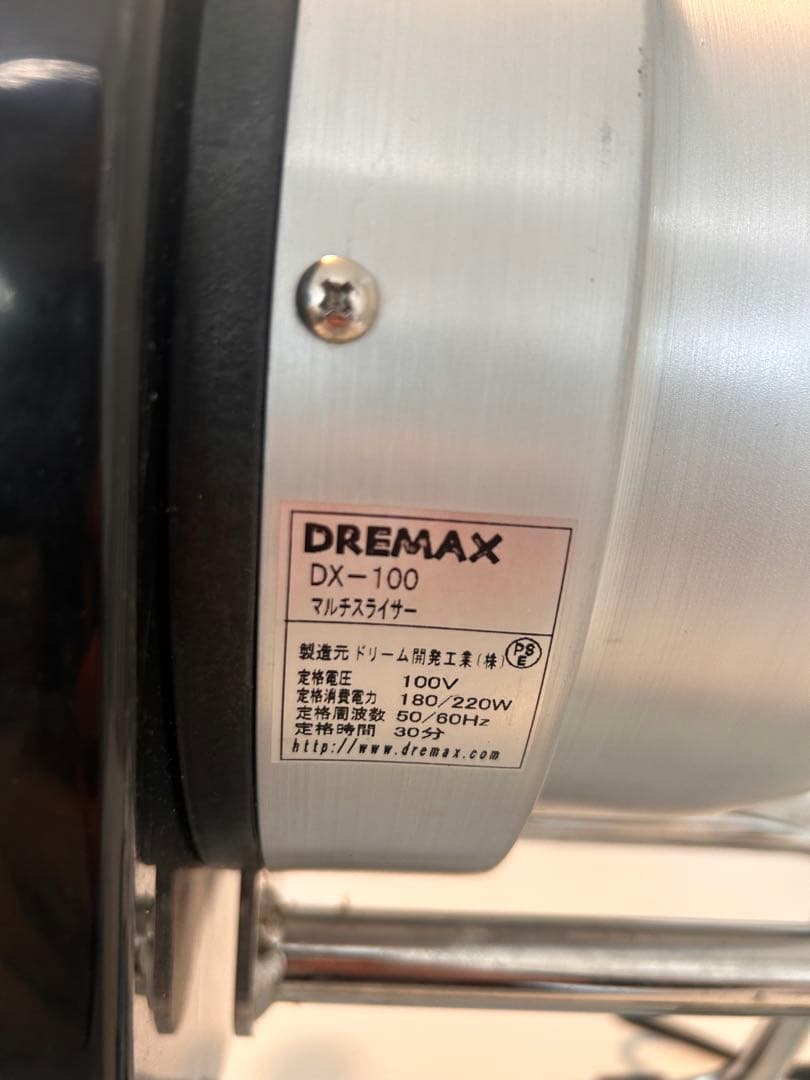 DREMAX
DX-100
マルチスライサー
製造元 ドリーム開発工業(株) PSE
定格電圧 100V
定格消費電力 180/220W
定格周波数 50/60Hz
定格時間 30分
http://www.dremax.com